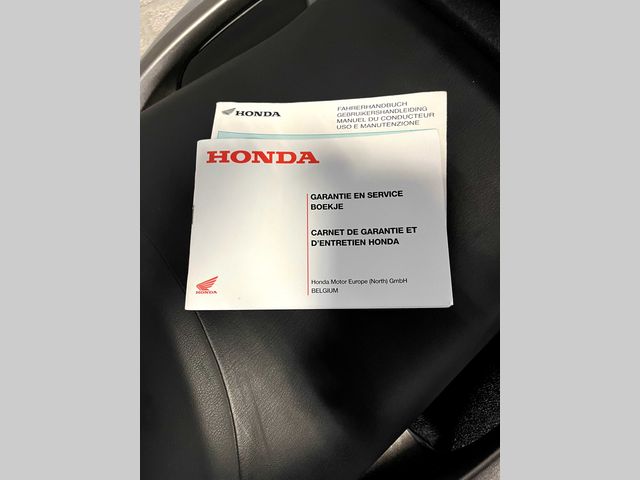 HONDA
FAHRERHANDBUCH
GEBRUIKERSHANDLEIDING
MANUEL DU CONDUCTEUR
USO E MANUTENZIONE
HONDA
GARANTIE EN SERVICE
BOEKJE
CARNET DE GARANTIE ET
D'ENTRETIEN HONDA
HONDA
Honda Motor Europe (North) GmbH
BELGIUM